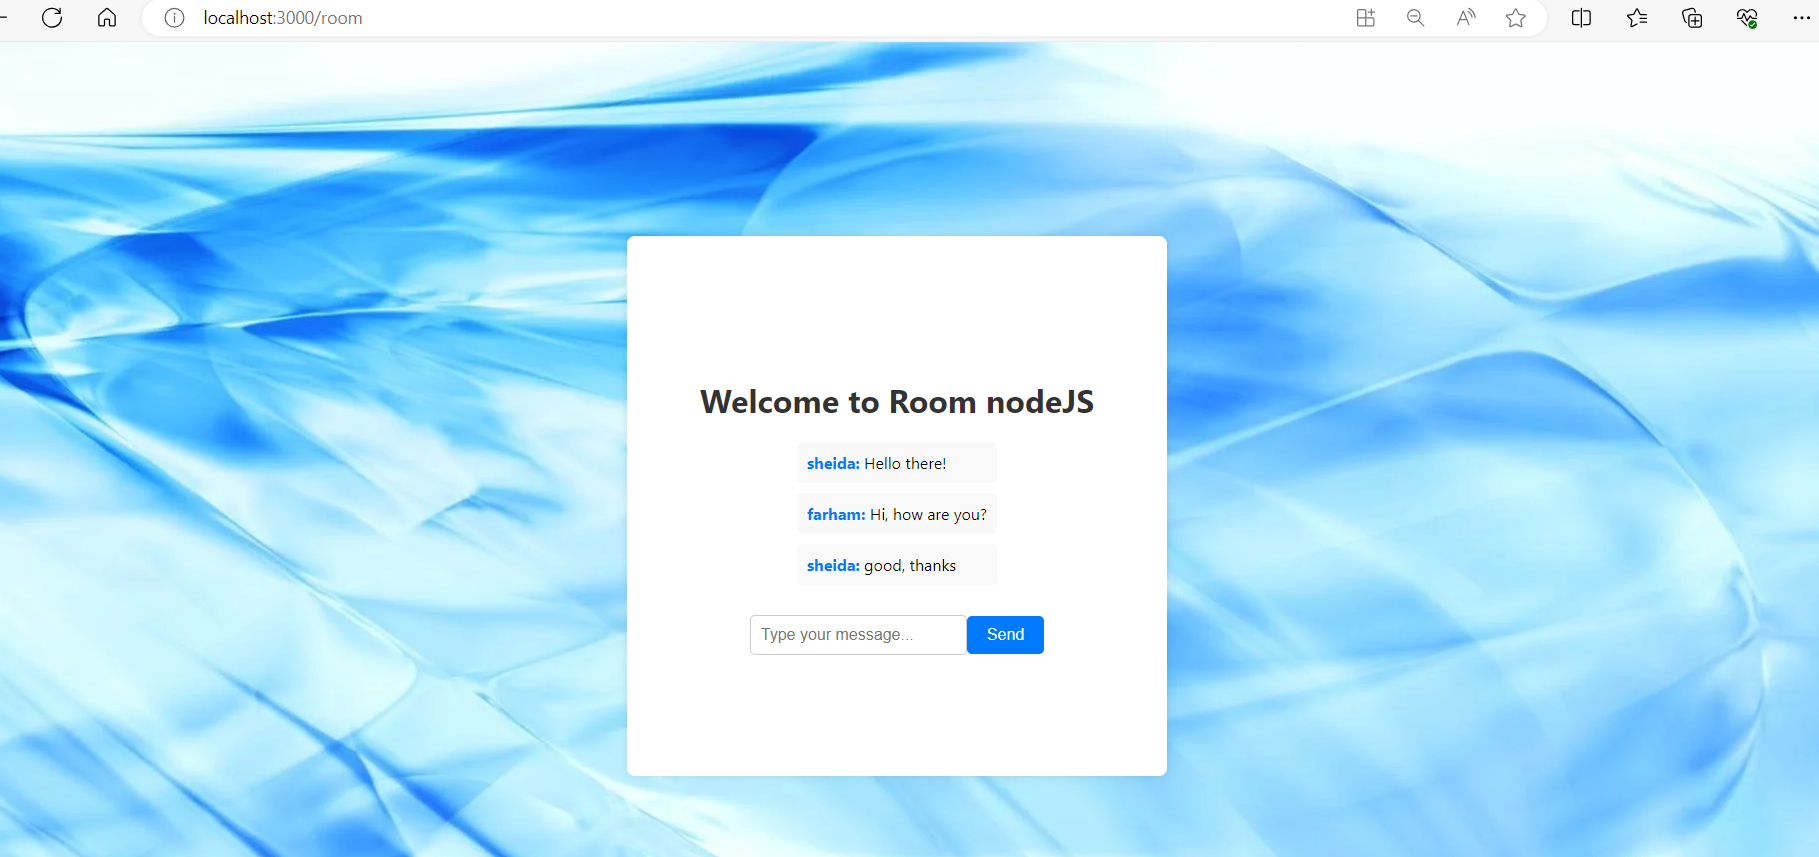 localhost:3000/room
Welcome to Room nodeJS
sheida: Hello there!
farham: Hi, how are you?
sheida: good, thanks
Type your message... Send